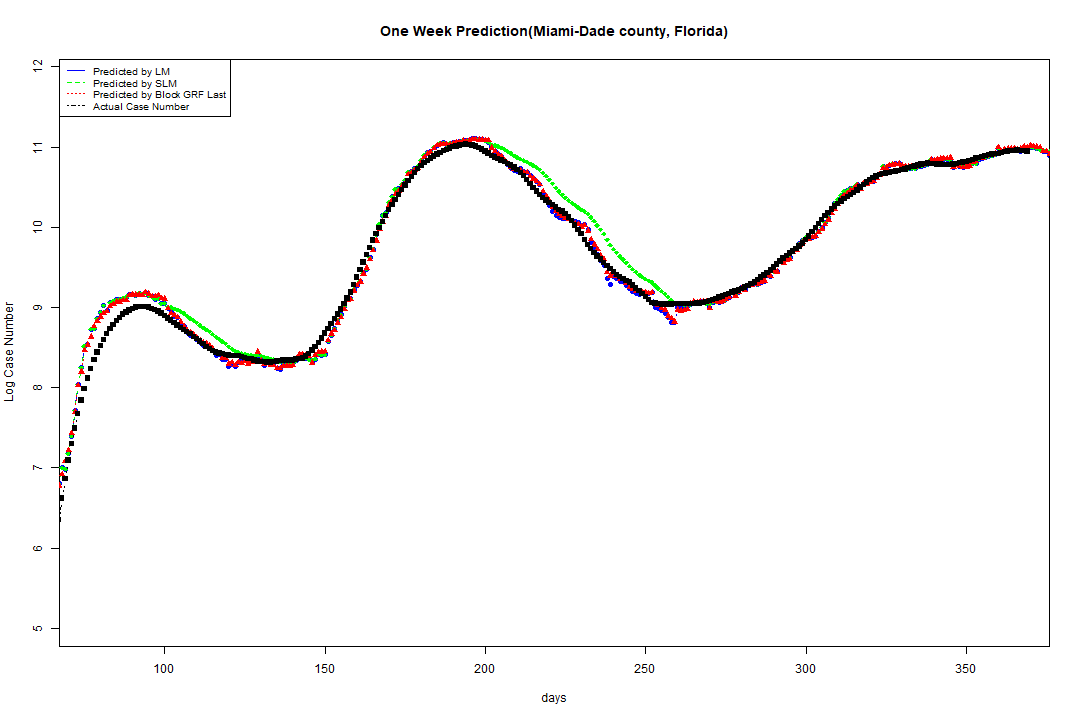 One Week Prediction(Miami-Dade county, Florida)
Predicted by LM
Predicted by SLM
Predicted by Block GRF Last
Actual Case Number
12
11
10
9
8
7
6
5
Log Case Number
100 150 200 250 300 350
days